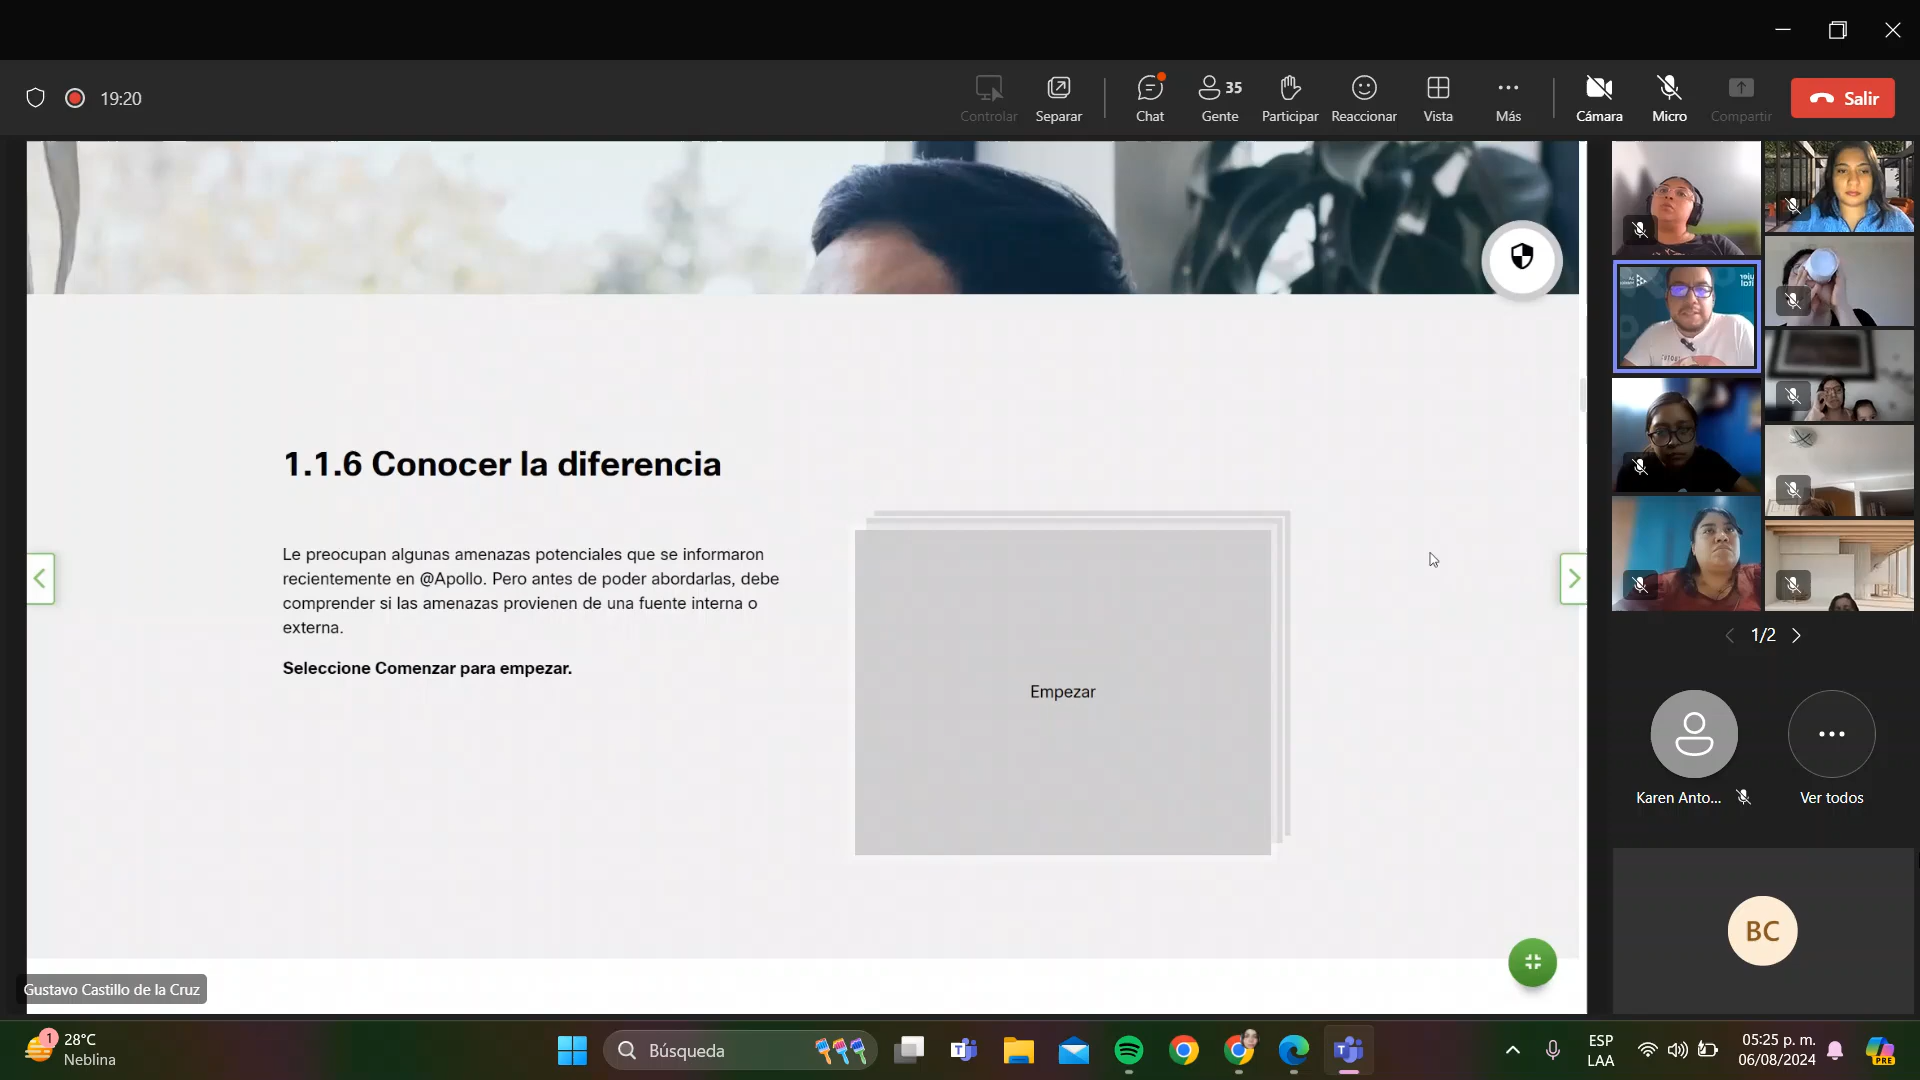 19:20
Controlar
Separar
Chat
35
Gente
Participar
Reaccionar
Vista
Más
Cámara
Micro
Compartir
Salir
1.1.6 Conocer la diferencia
Le preocupan algunas amenazas potenciales que se informaron
recientemente en @Apollo. Pero antes de poder abordarlas, debe
comprender si las amenazas provienen de una fuente interna o
externa.
Seleccione Comenzar para empezar.
Empezar
1/2
Karen Anto...
Ver todos
BC
Gustavo Castillo de la Cruz
1
28°C
Neblina
Búsqueda
ESP
LAA
05:25 p. m.
06/08/2024
PRE